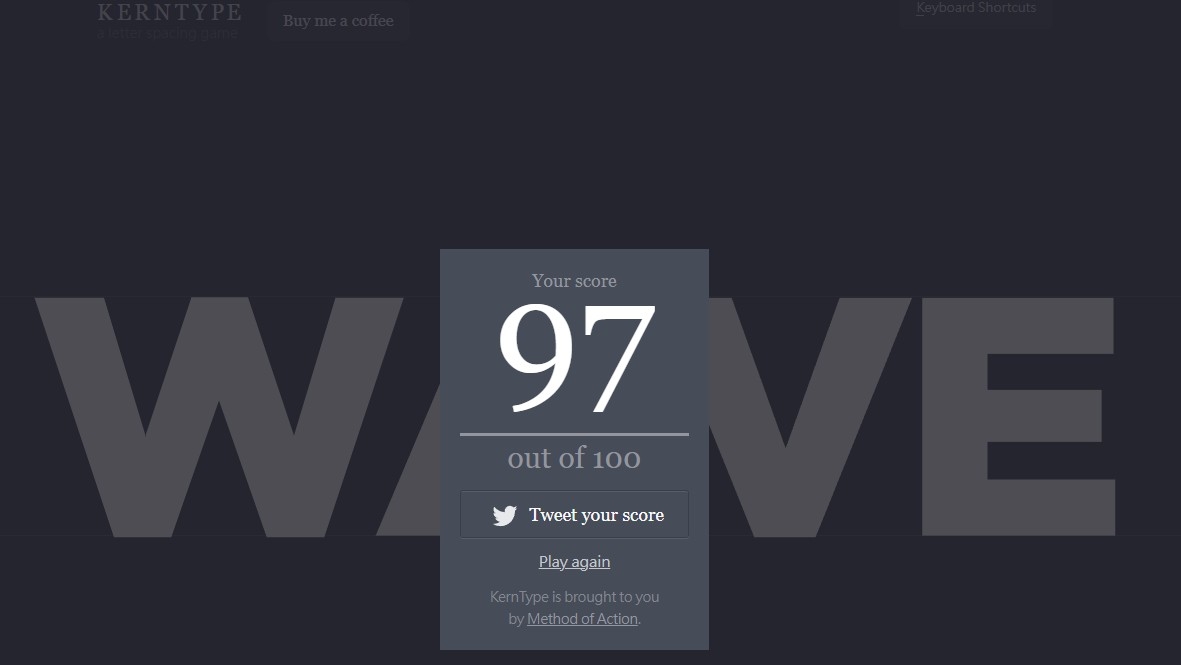 KERNTYPE
a letter spacing game
Buy me a coffee
Keyboard Shortcuts
Your score
97
out of 100
Tweet your score
Play again
KernType is brought to you
by Method of Action.